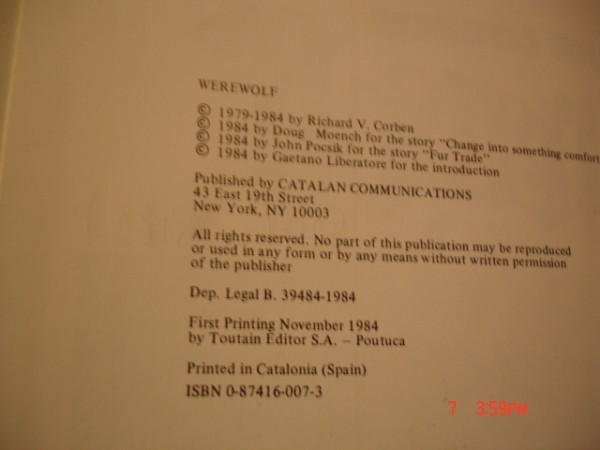 WEREWOLF
© 1979-1984 by Richard V. Corben
© 1984 by Doug Moench for the story "Change into something comfort
© 1984 by John Pocsik for the story "Fur Trade"
© 1984 by Gaetano Liberatore for the introduction
Published by CATALAN COMMUNICATIONS
43 East 19th Street
New York, NY 10003
All rights reserved. No part of this publication may be reproduced
or used in any form or by any means without written permission
of the publisher
Dep. Legal B. 39484-1984
First Printing November 1984
by Toutain Editor S.A. – Poutuca
Printed in Catalonia (Spain)
ISBN 0-87416-007-3
7 3:59PM